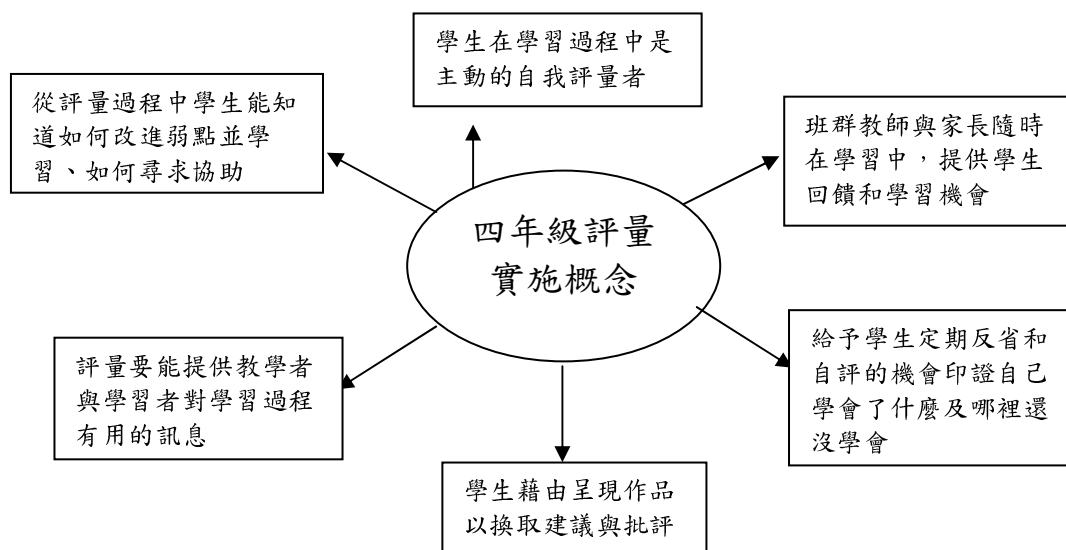 學生在學習過程中是
主動的自我評量者
從評量過程中學生能知
道如何改進弱點並學
習、如何尋求協助
班群教師與家長隨時
在學習中，提供學生
回饋和學習機會
四年級評量
實施概念
評量要能提供教學者
與學習者對學習過程
有用的訊息
給予學生定期反省和
自評的機會印證自己
學會了什麼及哪裡還
沒學會
學生藉由呈現作品
以換取建議與批評